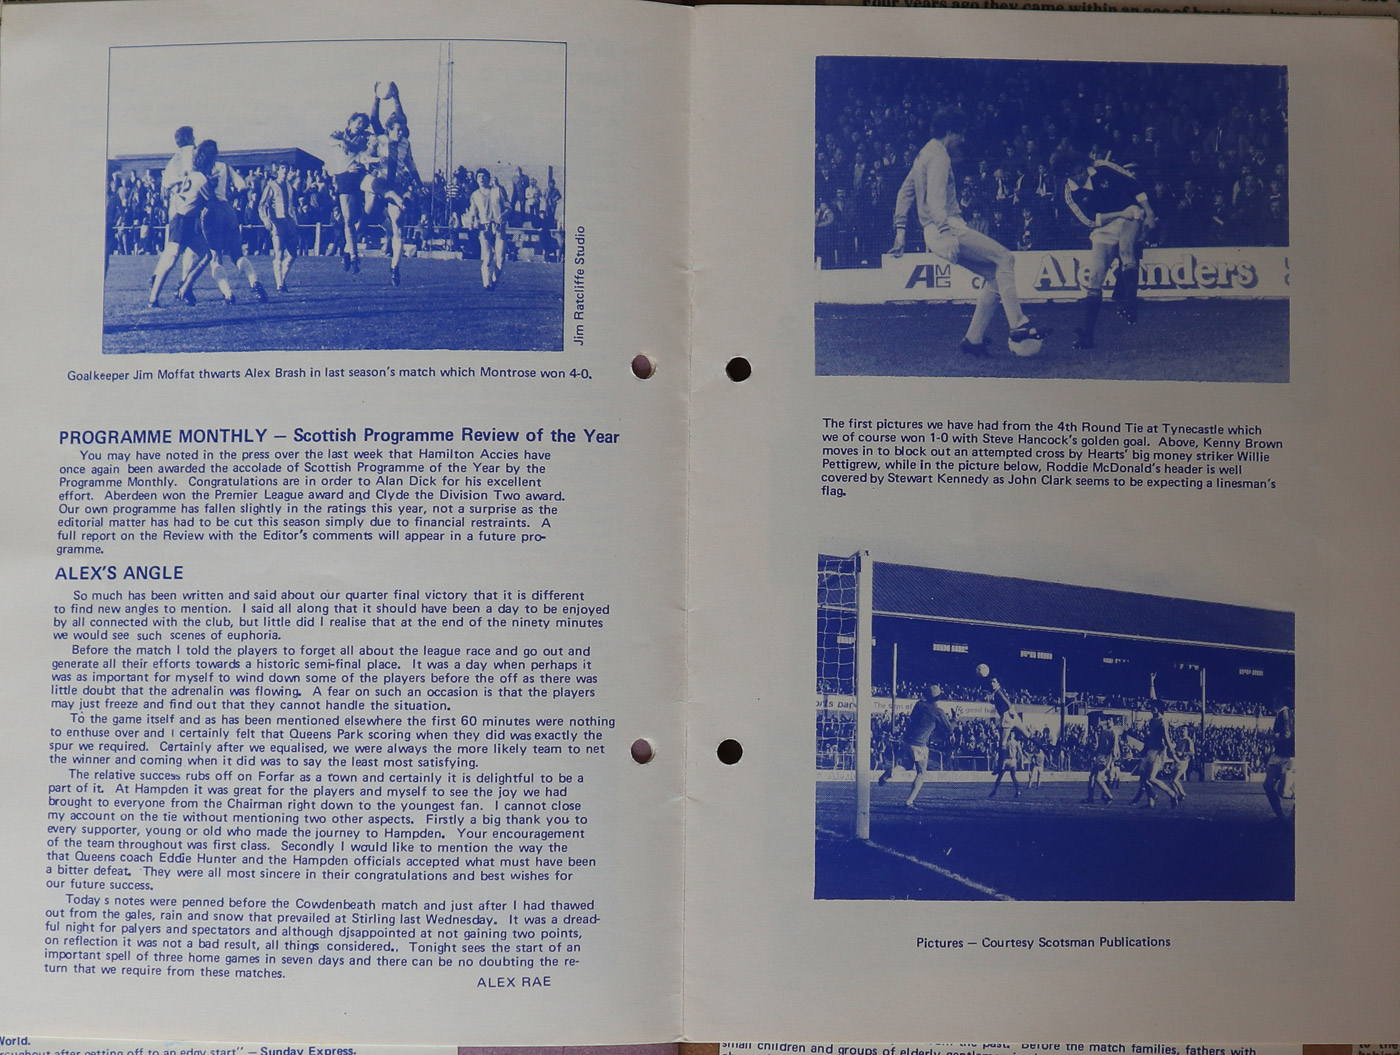 Four years ago they came within an ace of
Jim Ratcliffe Studio
Goalkeeper Jim Moffat thwarts Alex Brash in last season's match which Montrose won 4-0.
PROGRAMME MONTHLY — Scottish Programme Review of the Year
You may have noted in the press over the last week that Hamilton Accies have
once again been awarded the accolade of Scottish Programme of the Year by the
Programme Monthly. Congratulations are in order to Alan Dick for his excellent
effort. Aberdeen won the Premier League award and Clyde the Division Two award.
Our own programme has fallen slightly in the ratings this year, not a surprise as the
editorial matter has had to be cut this season simply due to financial restraints. A
full report on the Review with the Editor's comments will appear in a future pro-
gramme.
ALEX'S ANGLE
So much has been written and said about our quarter final victory that it is different
to find new angles to mention. I said all along that it should have been a day to be enjoyed
by all connected with the club, but little did I realise that at the end of the ninety minutes
we would see such scenes of euphoria.
Before the match I told the players to forget all about the league race and go out and
generate all their efforts towards a historic semi-final place. It was a day when perhaps it
was as important for myself to wind down some of the players before the off as there was
little doubt that the adrenalin was flowing. A fear on such an occasion is that the players
may just freeze and find out that they cannot handle the situation.
To the game itself and as has been mentioned elsewhere the first 60 minutes were nothing
to enthuse over and I certainly felt that Queens Park scoring when they did was exactly the
spur we required. Certainly after we equalised, we were always the more likely team to net
the winner and coming when it did was to say the least most satisfying.
The relative success rubs off on Forfar as a town and certainly it is delightful to be a
part of it. At Hampden it was great for the players and myself to see the joy we had
brought to everyone from the Chairman right down to the youngest fan. I cannot close
my account on the tie without mentioning two other aspects. Firstly a big thank you to
every supporter, young or old who made the journey to Hampden. Your encouragement
of the team throughout was first class. Secondly I would like to mention the way the
that Queens coach Eddie Hunter and the Hampden officials accepted what must have been
a bitter defeat. They were all most sincere in their congratulations and best wishes for
our future success.
Today s notes were penned before the Cowdenbeath match and just after I had thawed
out from the gales, rain and snow that prevailed at Stirling last Wednesday. It was a dread-
ful night for palyers and spectators and although djsappointed at not gaining two points,
on reflection it was not a bad result, all things considered.. Tonight sees the start of an
important spell of three home games in seven days and there can be no doubting the re-
turn that we require from these matches.
ALEX RAE
World.
throughout after getting off to an edgy start" — Sunday Express.
AMG
Alexanders
The first pictures we have had from the 4th Round Tie at Tynecastle which
we of course won 1-0 with Steve Hancock's golden goal. Above, Kenny Brown
moves in to block out an attempted cross by Hearts' big money striker Willie
Pettigrew, while in the picture below, Roddie McDonald's header is well
covered by Stewart Kennedy as John Clark seems to be expecting a linesman's
flag.
Pictures — Courtesy Scotsman Publications
small children and groups of elderly
Before the match families, fathers with